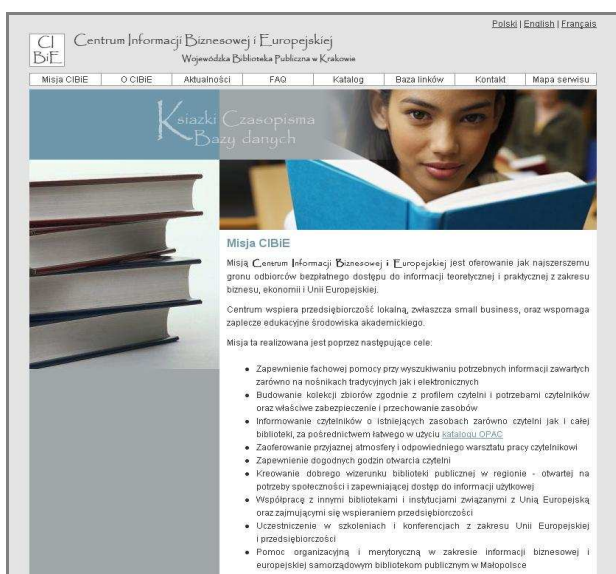 Polski | English | Français
CI
BiE
Centrum Informacji Biznesowej i Europejskiej
Wojewódzka Biblioteka Publiczna w Krakowie
Misja CIBiE O CIBiE Aktualności FAQ Katalog Baza linków Kontakt Mapa serwisu
Ksiazki Czasopisma
Bazy danych
Misja CIBiE
Misją Centrum Informacji Biznesowej i Europejskiej jest oferowanie jak najszerszemu
gronu odbiorców bezpłatnego dostępu do informacji teoretycznej i praktycznej z zakresu
biznesu, ekonomii i Unii Europejskiej.
Centrum wspiera przedsiębiorczość lokalną, zwłaszcza small business, oraz wspomaga
zaplecze edukacyjne środowiska akademickiego.
Misja ta realizowana jest poprzez następujące cele:
• Zapewnienie fachowej pomocy przy wyszukiwaniu potrzebnych informacji zawartych
zarówno na nośnikach tradycyjnych jak i elektronicznych
• Budowanie kolekcji zbiorów zgodnie z profilem czytelni i potrzebami czytelników
oraz właściwe zabezpieczenie i przechowanie zasobów
• Informowanie czytelników o istniejących zasobach zarówno czytelni jak i całej
biblioteki, za pośrednictwem łatwego w użyciu katalogu OPAC
• Zaoferowanie przyjaznej atmosfery i odpowiedniego warsztatu pracy czytelnikowi
• Zapewnienie dogodnych godzin otwarcia czytelni
• Kreowanie dobrego wizerunku biblioteki publicznej w regionie - otwartej na
potrzeby społeczności i zapewniającej dostęp do informacji użytkowej
• Współpracę z innymi bibliotekami i instytucjami związanymi z Unią Europejską
oraz zajmującymi się wspieraniem przedsiębiorczości
• Uczestniczenie w szkoleniach i konferencjach z zakresu Unii Europejskiej
i przedsiębiorczości
• Pomoc organizacyjną i merytoryczną w zakresie informacji biznesowej i
europejskiej samorządowym bibliotekom publicznym w Małopolsce